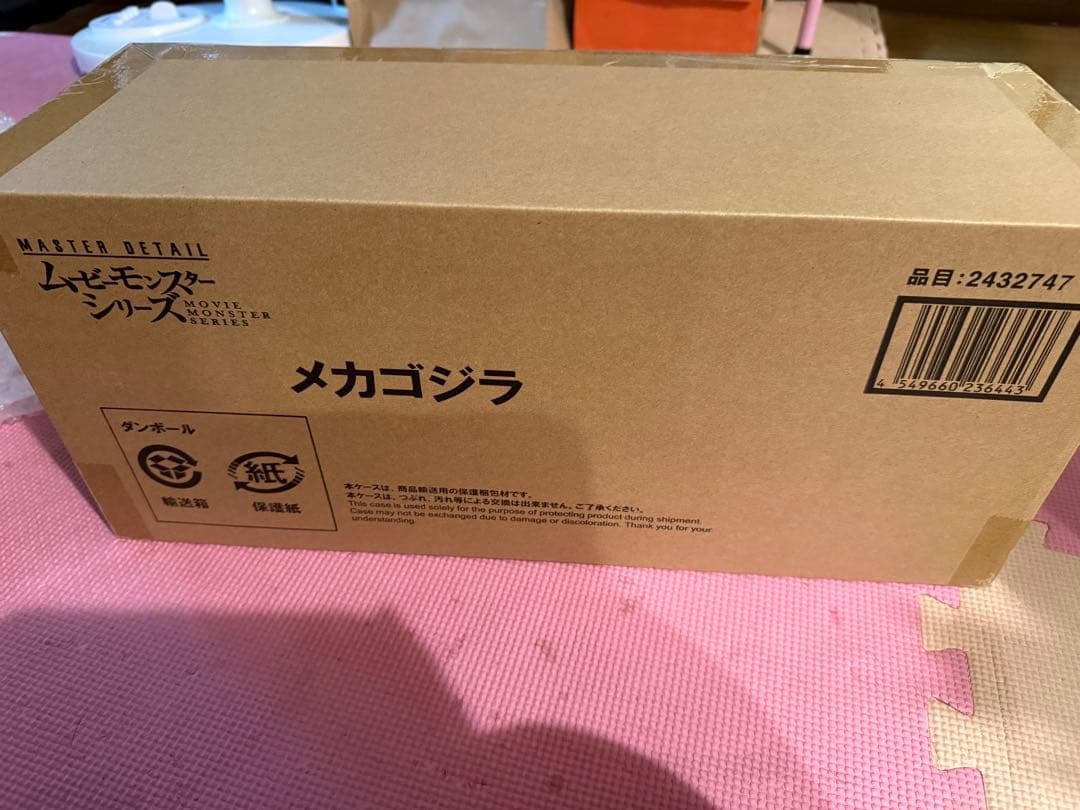 MASTER DETAIL
ムービーモンスター
シリーズ
MOVIE
MONSTER
SERIES
品目:2432747
4 549660 236443
メカゴジラ
ダンボール
紙
輸送箱
保護紙
本ケースは、商品輸送用の保護梱包材です。
本ケースは、つぶれ、汚れ等による交換は出来ません。ご了承ください。
This case is used solely for the purpose of protecting product during shipment.
Case may not be exchanged due to damage or discoloration. Thank you for your
understanding.